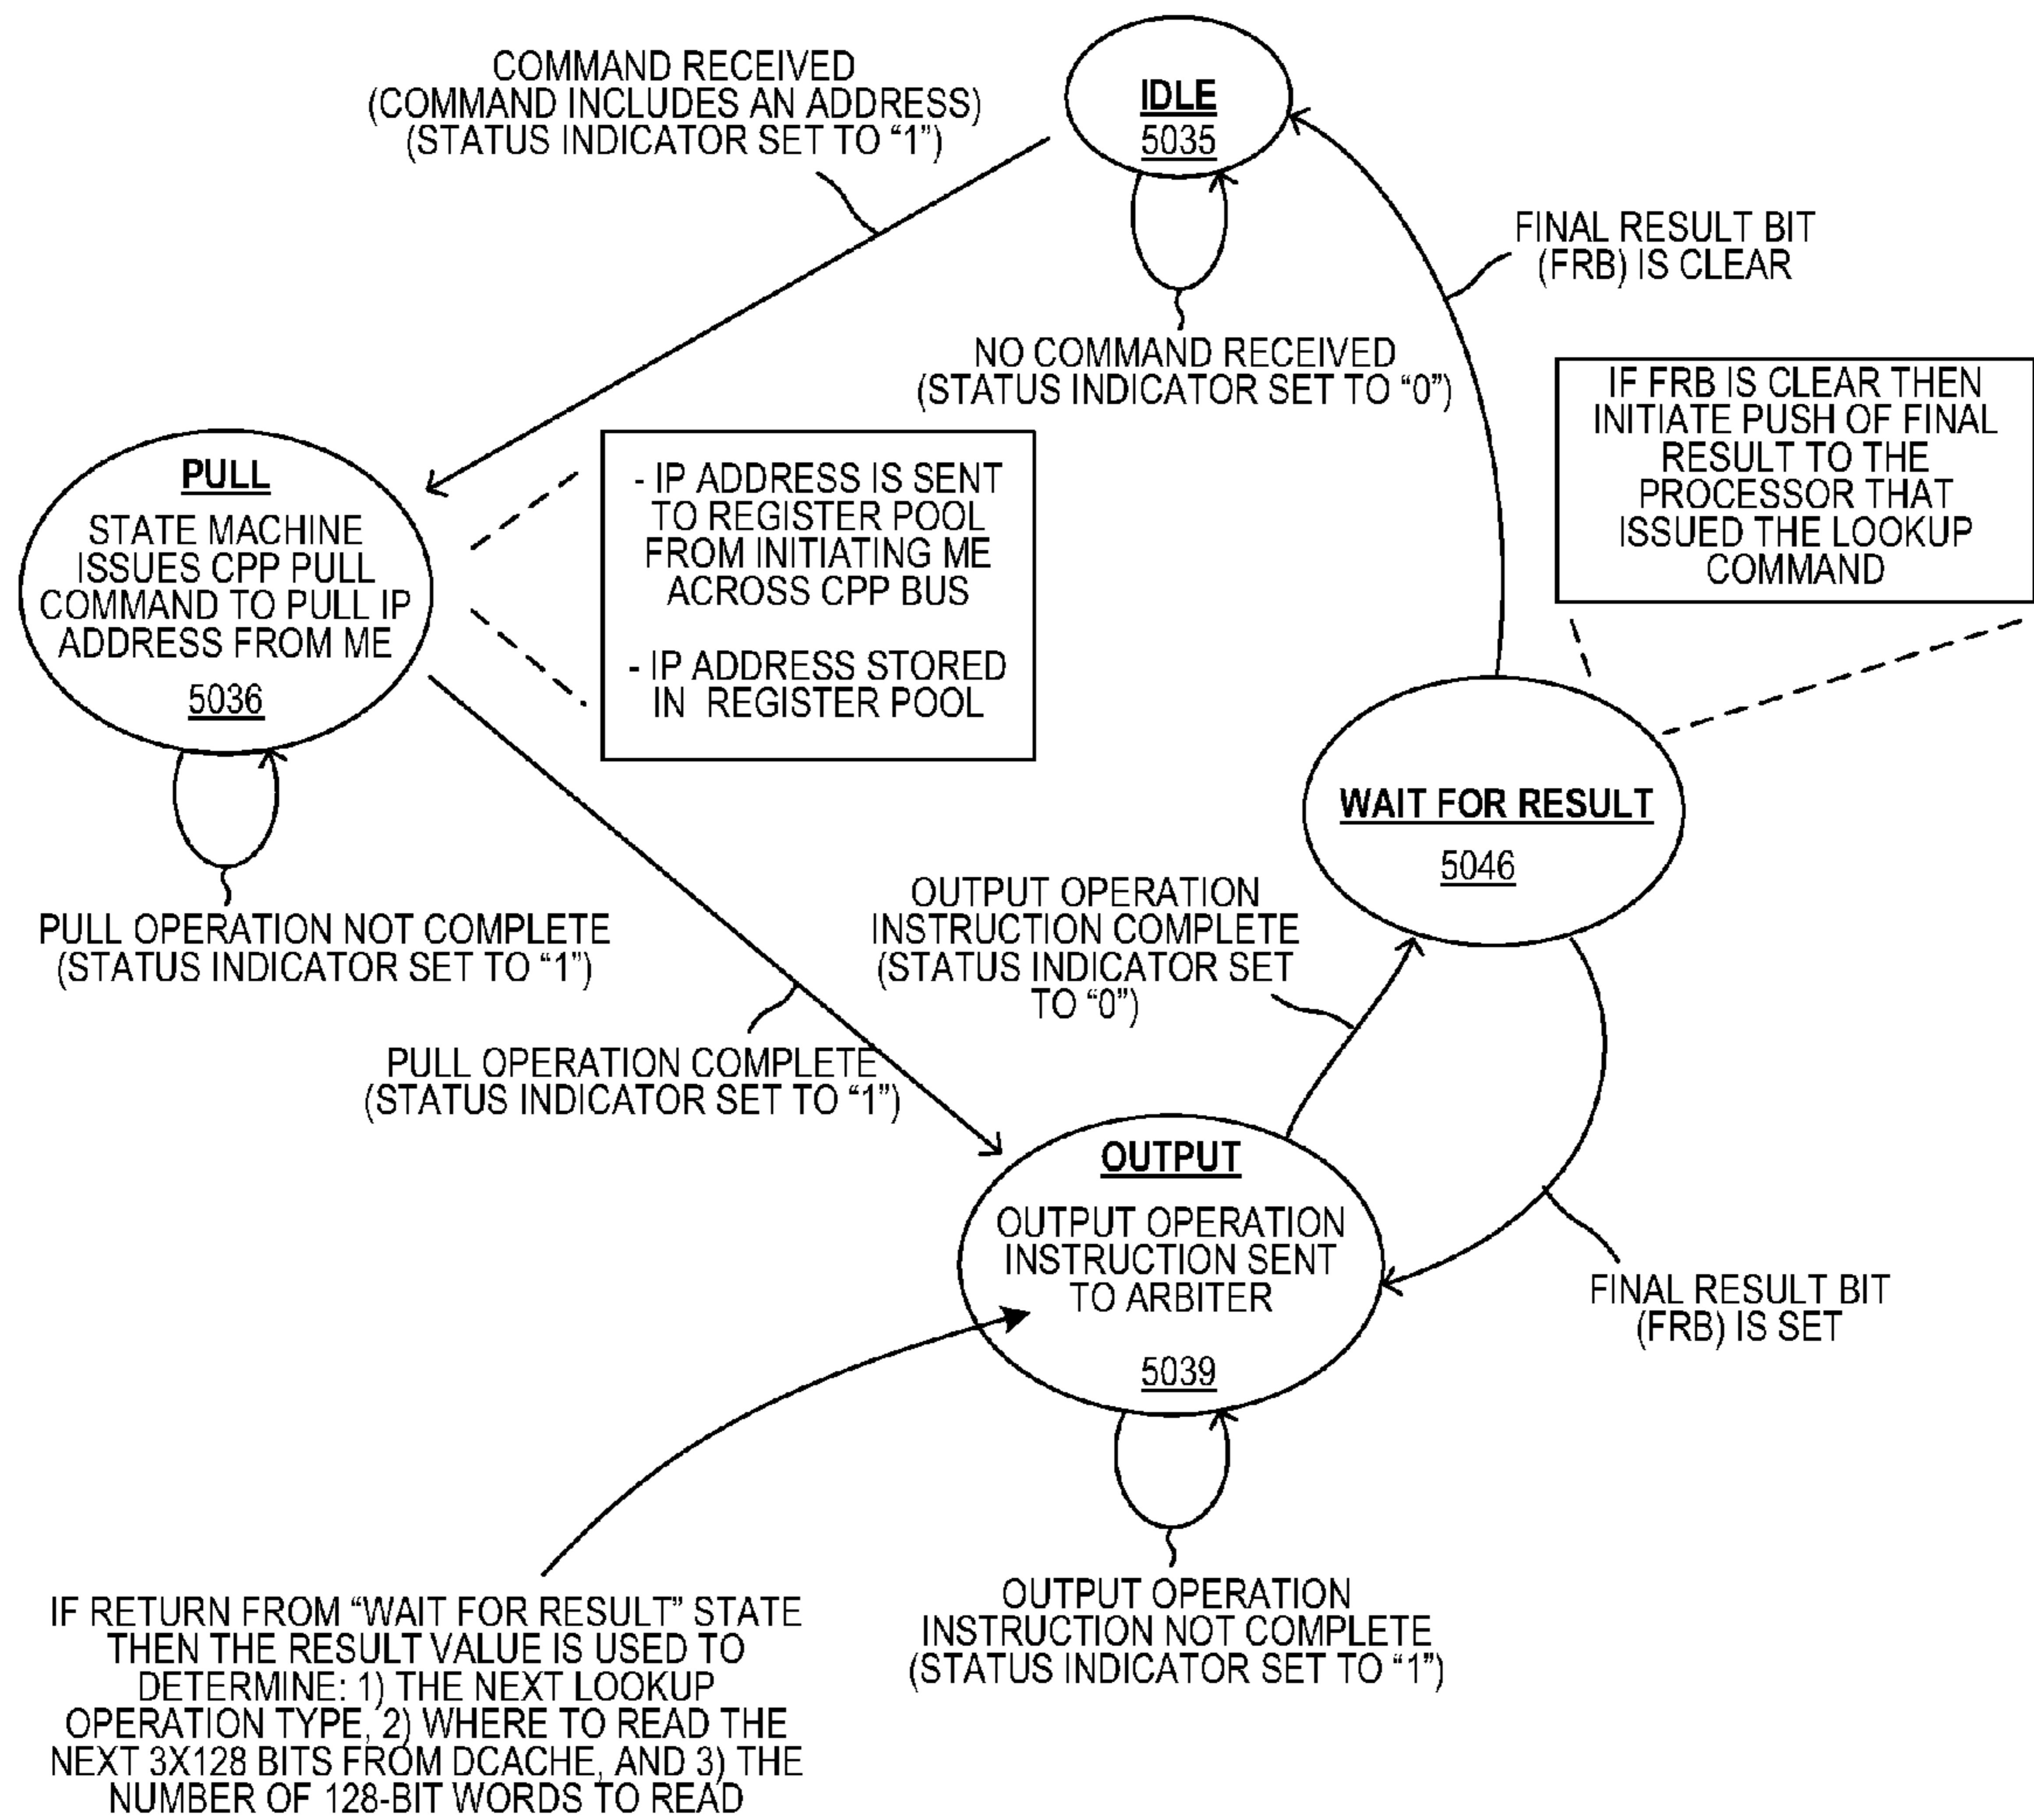 COMMAND RECEIVED
(COMMAND INCLUDES AN ADDRESS)
(STATUS INDICATOR SET TO “1”)
IDLE
5035
FINAL RESULT BIT
(FRB) IS CLEAR
NO COMMAND RECEIVED
(STATUS INDICATOR SET TO “0”)
IF FRB IS CLEAR THEN
INITIATE PUSH OF FINAL
RESULT TO THE
PROCESSOR THAT
ISSUED THE LOOKUP
COMMAND
PULL
STATE MACHINE
ISSUES CPP PULL
COMMAND TO PULL IP
ADDRESS FROM ME
5036
- IP ADDRESS IS SENT
TO REGISTER POOL
FROM INITIATING ME
ACROSS CPP BUS
- IP ADDRESS STORED
IN REGISTER POOL
WAIT FOR RESULT
5046
PULL OPERATION NOT COMPLETE
(STATUS INDICATOR SET TO “1”)
OUTPUT OPERATION
INSTRUCTION COMPLETE
(STATUS INDICATOR SET
TO “0”)
PULL OPERATION COMPLETE
(STATUS INDICATOR SET TO “1”)
OUTPUT
OUTPUT OPERATION
INSTRUCTION SENT
TO ARBITER
5039
FINAL RESULT BIT
(FRB) IS SET
OUTPUT OPERATION
INSTRUCTION NOT COMPLETE
(STATUS INDICATOR SET TO “1”)
IF RETURN FROM “WAIT FOR RESULT” STATE
THEN THE RESULT VALUE IS USED TO
DETERMINE: 1) THE NEXT LOOKUP
OPERATION TYPE, 2) WHERE TO READ THE
NEXT 3X128 BITS FROM DCACHE, AND 3) THE
NUMBER OF 128-BIT WORDS TO READ